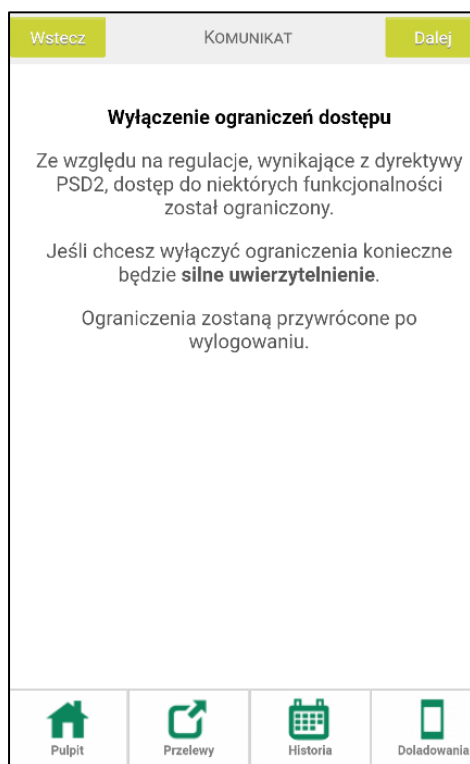 Wstecz KOMUNIKAT Dalej
Wyłączenie ograniczeń dostępu
Ze względu na regulacje, wynikające z dyrektywy
PSD2, dostęp do niektórych funkcjonalności
został ograniczony.
Jeśli chcesz wyłączyć ograniczenia konieczne
będzie silne uwierzytelnienie.
Ograniczenia zostaną przywrócone po
wylogowaniu.
Pulpit Przelewy Historia Doladowania